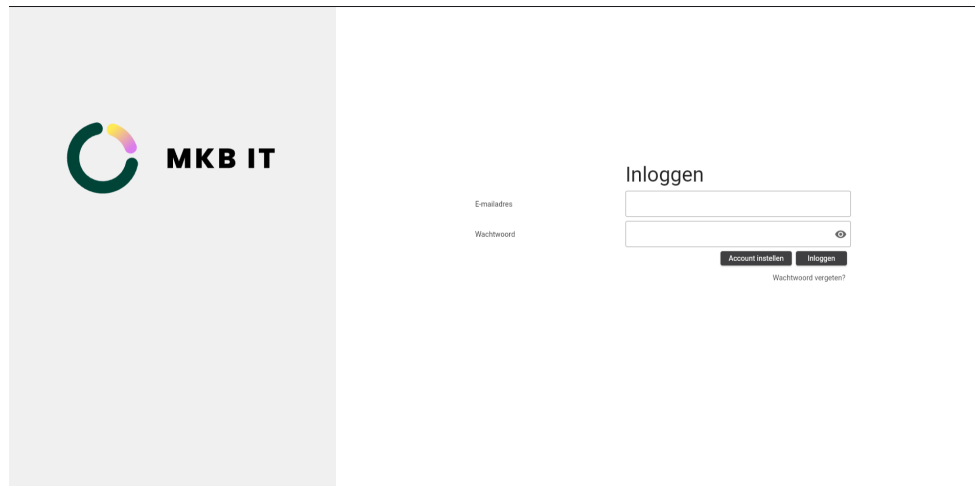 MKB IT
Inloggen
E-mailadres
Wachtwoord
Account instellen Inloggen
Wachtwoord vergeten?